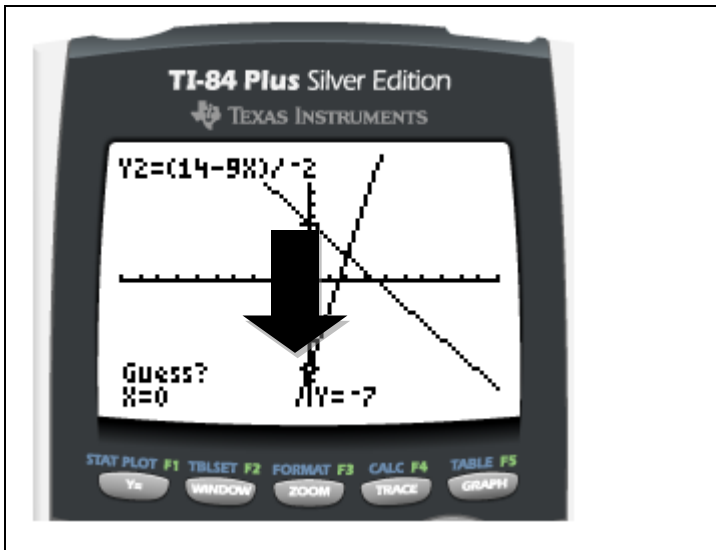 TI-84 Plus Silver Edition
TEXAS INSTRUMENTS
Y2=(14-9X)/-2
Guess?
X=0 Y=-7
STAT PLOT F1 TBLSET F2 FORMAT F3 CALC F4 TABLE F5
Y= WINDOW ZOOM TRACE GRAPH